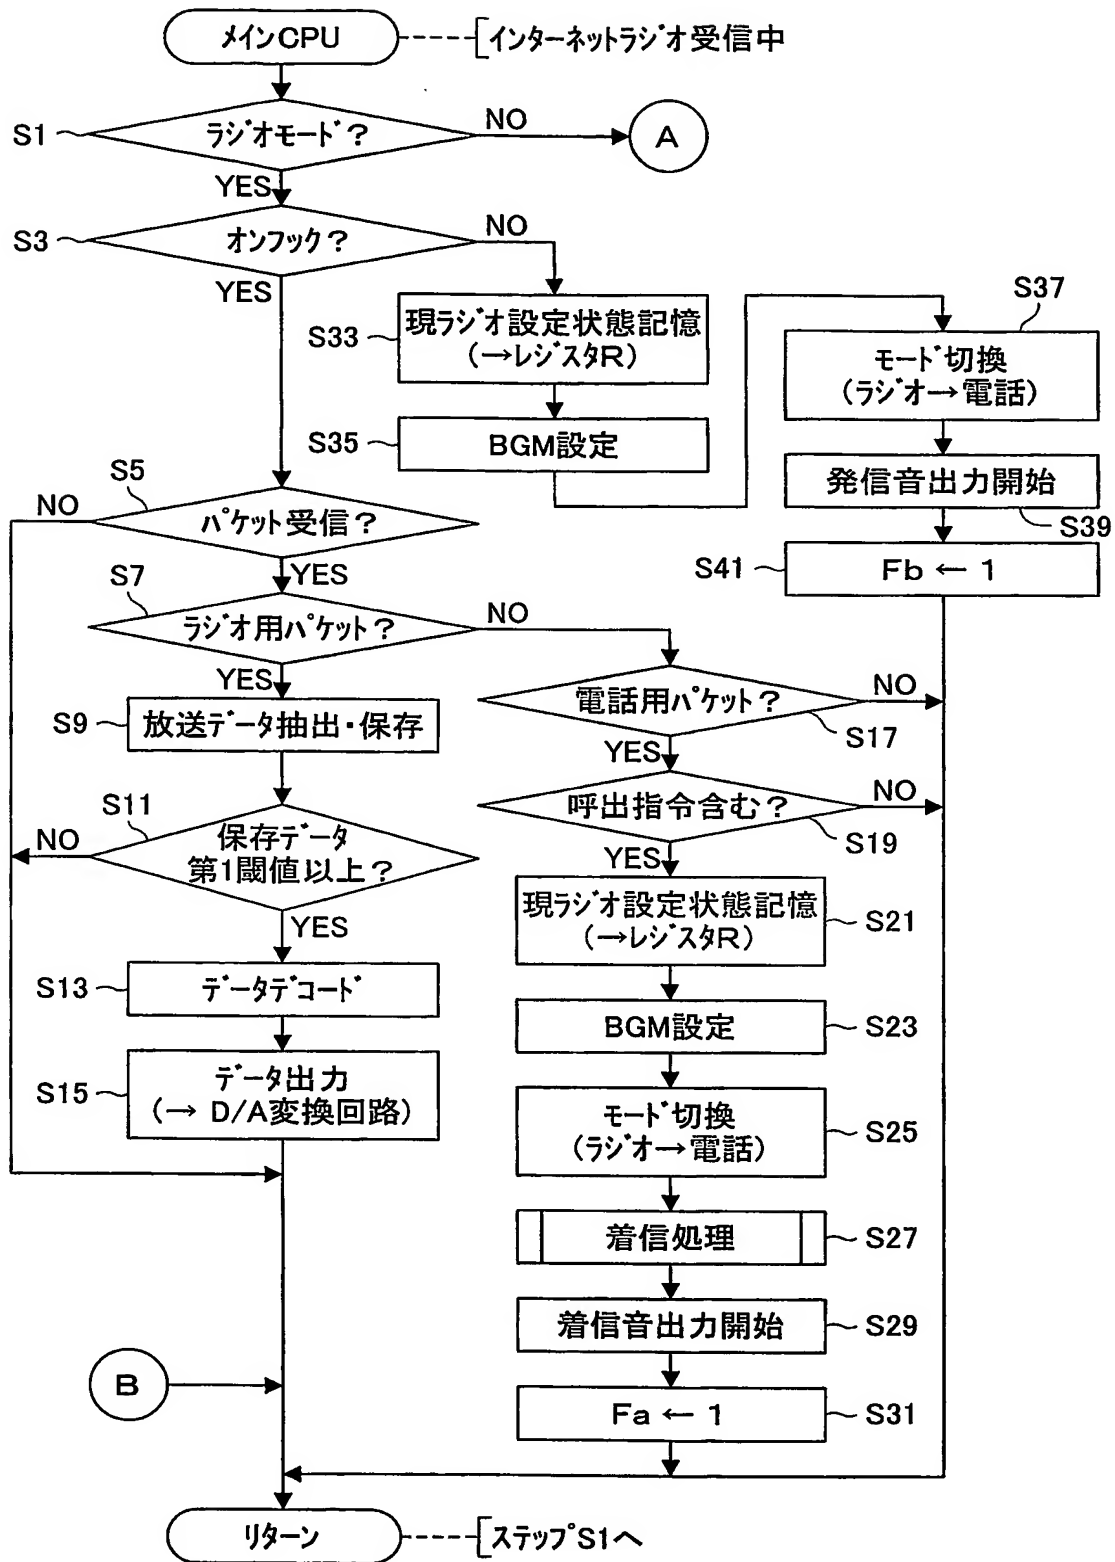 メインCPU
[インターネットラジオ受信中
S1
ラジオモード？
NO
A
YES
S3
オンフック？
NO
YES
S33
現ラジオ設定状態記憶
(→レジスタR)
S35
BGM設定
S37
モード切換
(ラジオ→電話)
発信音出力開始
S39
S41
Fb ← 1
S5
NO
パケット受信？
YES
S7
ラジオ用パケット？
NO
YES
S9
放送データ抽出・保存
電話用パケット？
NO
S17
YES
S11
NO
保存データ
第1閾値以上？
YES
呼出指令含む？
NO
S19
YES
S13
データデコード
S15
データ出力
(→ D/A変換回路)
現ラジオ設定状態記憶
(→レジスタR)
S21
BGM設定
S23
モード切換
(ラジオ→電話)
S25
着信処理
S27
着信音出力開始
S29
B
Fa ← 1
S31
リターン
[ステップS1へ